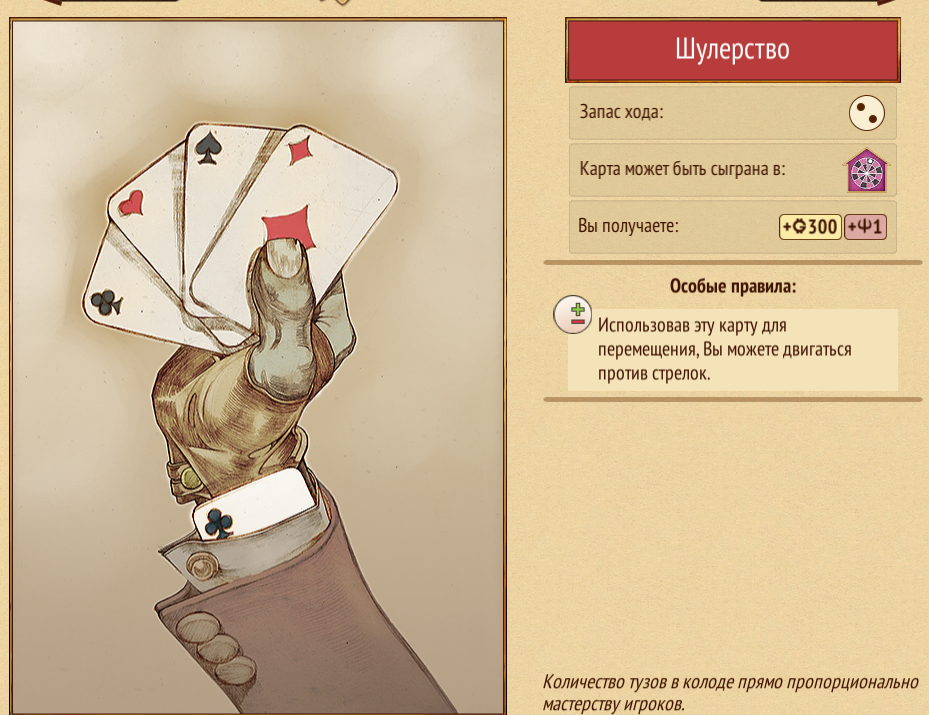 Шулерство
Запас хода:
Карта может быть сыграна в:
Вы получаете: +300 +1
Особые правила:
Использовав эту карту для
перемещения, Вы можете двигаться
против стрелок.
Количество тузов в колоде прямо пропорционально
мастерству игроков.